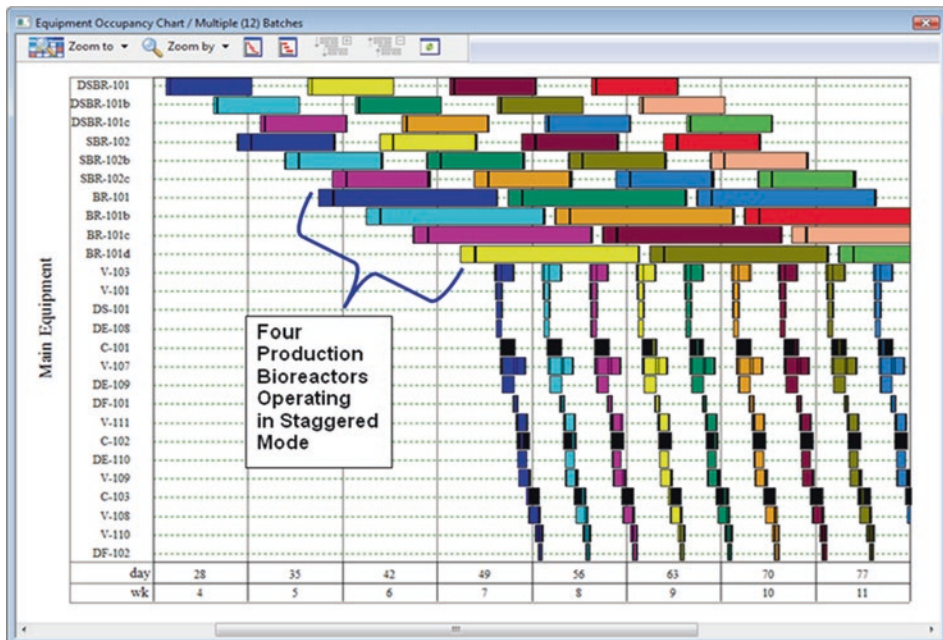 Equipment Occupancy Chart / Multiple (12) Batches
Zoom to Zoom by
DSBR-101
DSBR-101b
DSBR-101c
SBR-102
SBR-102b
SBR-102c
BR-101
BR-101b
BR-101c
BR-101d
V-103
V-101
DS-101
DE-108
C-101
V-107
DE-109
DF-101
V-111
C-102
DE-110
V-109
C-103
V-108
V-110
DF-102
Main Equipment
Four
Production
Bioreactors
Operating
in Staggered
Mode
day 28 35 42 49 56 63 70 77
wk 4 5 6 7 8 9 10 11